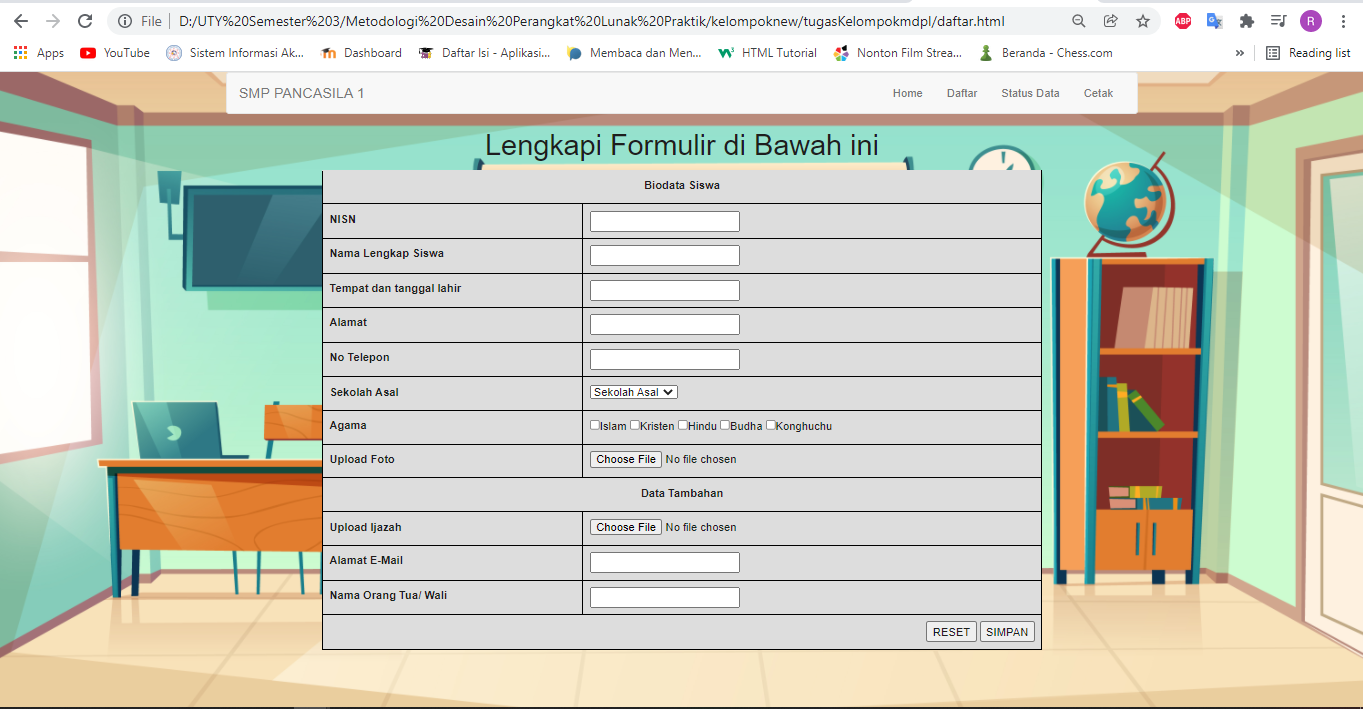 File D:/UTY%20Semester%203/Metodologi%20Desain%20Perangkat%20Lunak%20Praktik/kelompoknew/tugasKelompokmdpl/daftar.html ABP R
Apps YouTube Sistem Informasi Ak... Dashboard Daftar Isi - Aplikasi... Membaca dan Men... HTML Tutorial Nonton Film Strea... Beranda - Chess.com » Reading list
SMP PANCASILA 1 Home Daftar Status Data Cetak
Lengkapi Formulir di Bawah ini
Biodata Siswa
NISN
Nama Lengkap Siswa
Tempat dan tanggal lahir
Alamat
No Telepon
Sekolah Asal Sekolah Asal
Agama Islam Kristen Hindu Budha Konghuchu
Upload Foto Choose File No file chosen
Data Tambahan
Upload Ijazah Choose File No file chosen
Alamat E-Mail
Nama Orang Tua/ Wali
RESET SIMPAN